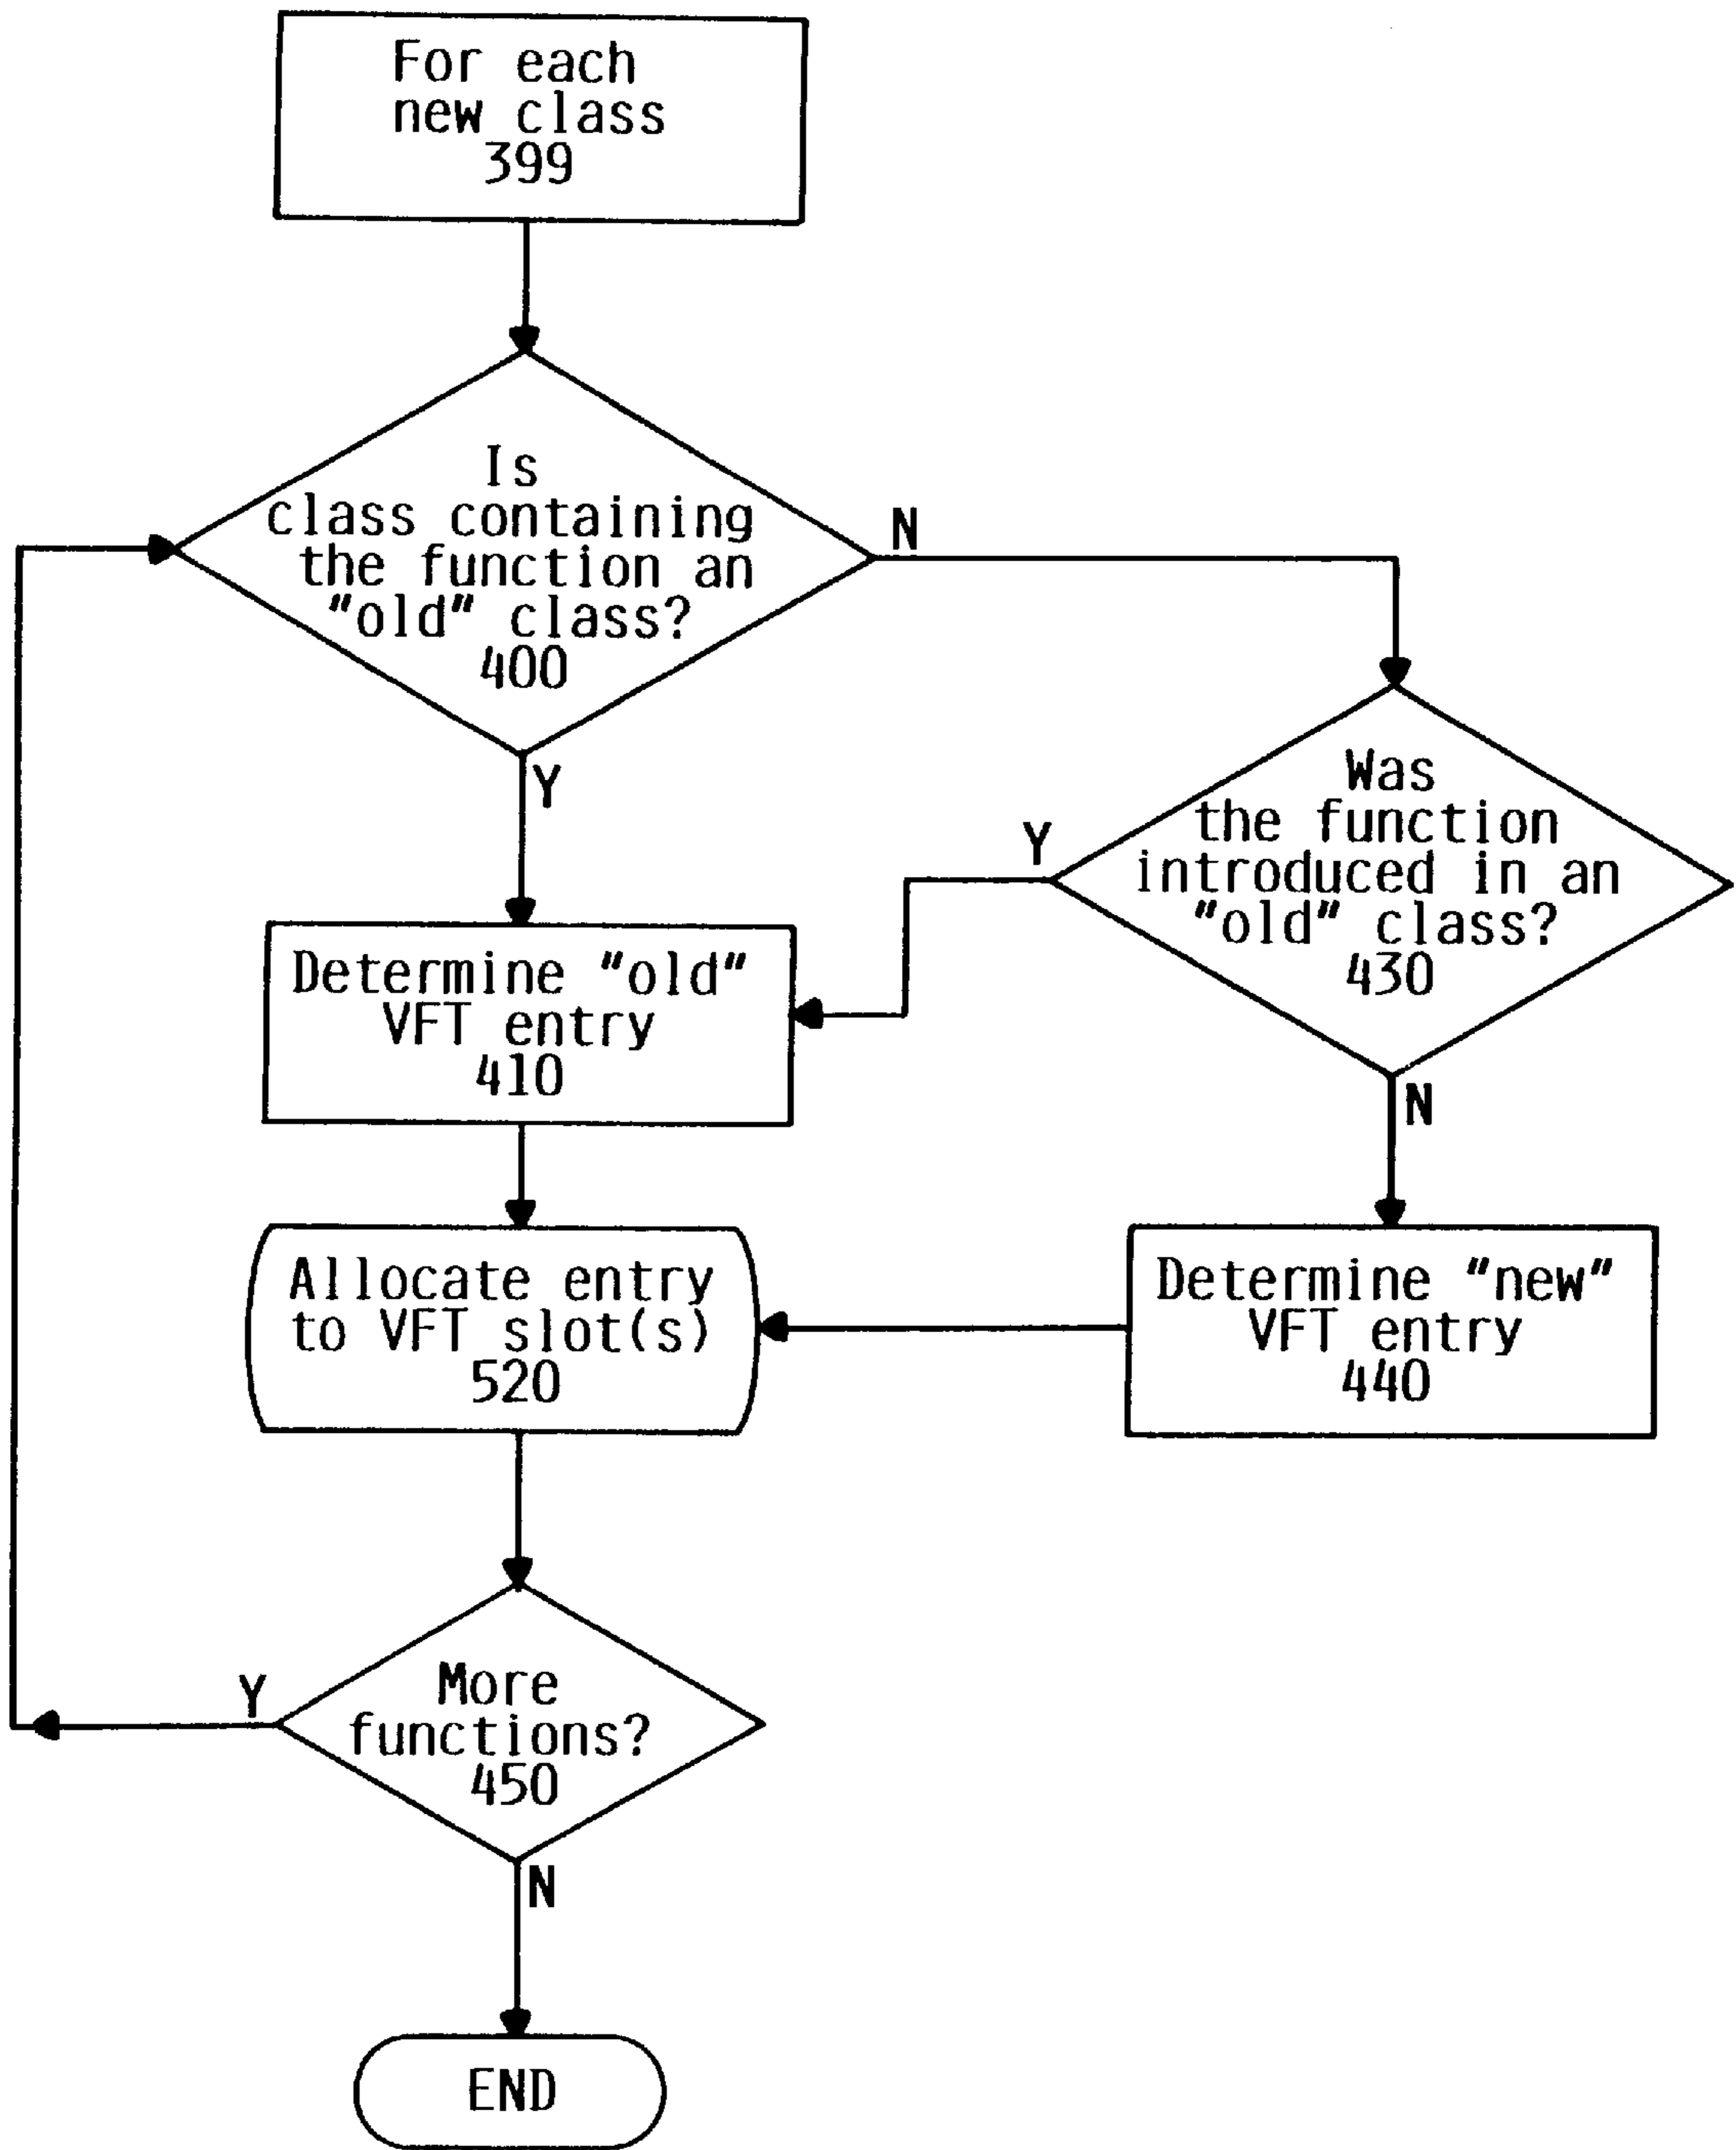 For each
new class
399
Is
class containing
the function an
"old" class?
400
N
Y
Was
the function
introduced in an
"old" class?
430
Y
N
Determine "old"
VFT entry
410
Allocate entry
to VFT slot(s)
520
Determine "new"
VFT entry
440
More
functions?
450
Y
N
END